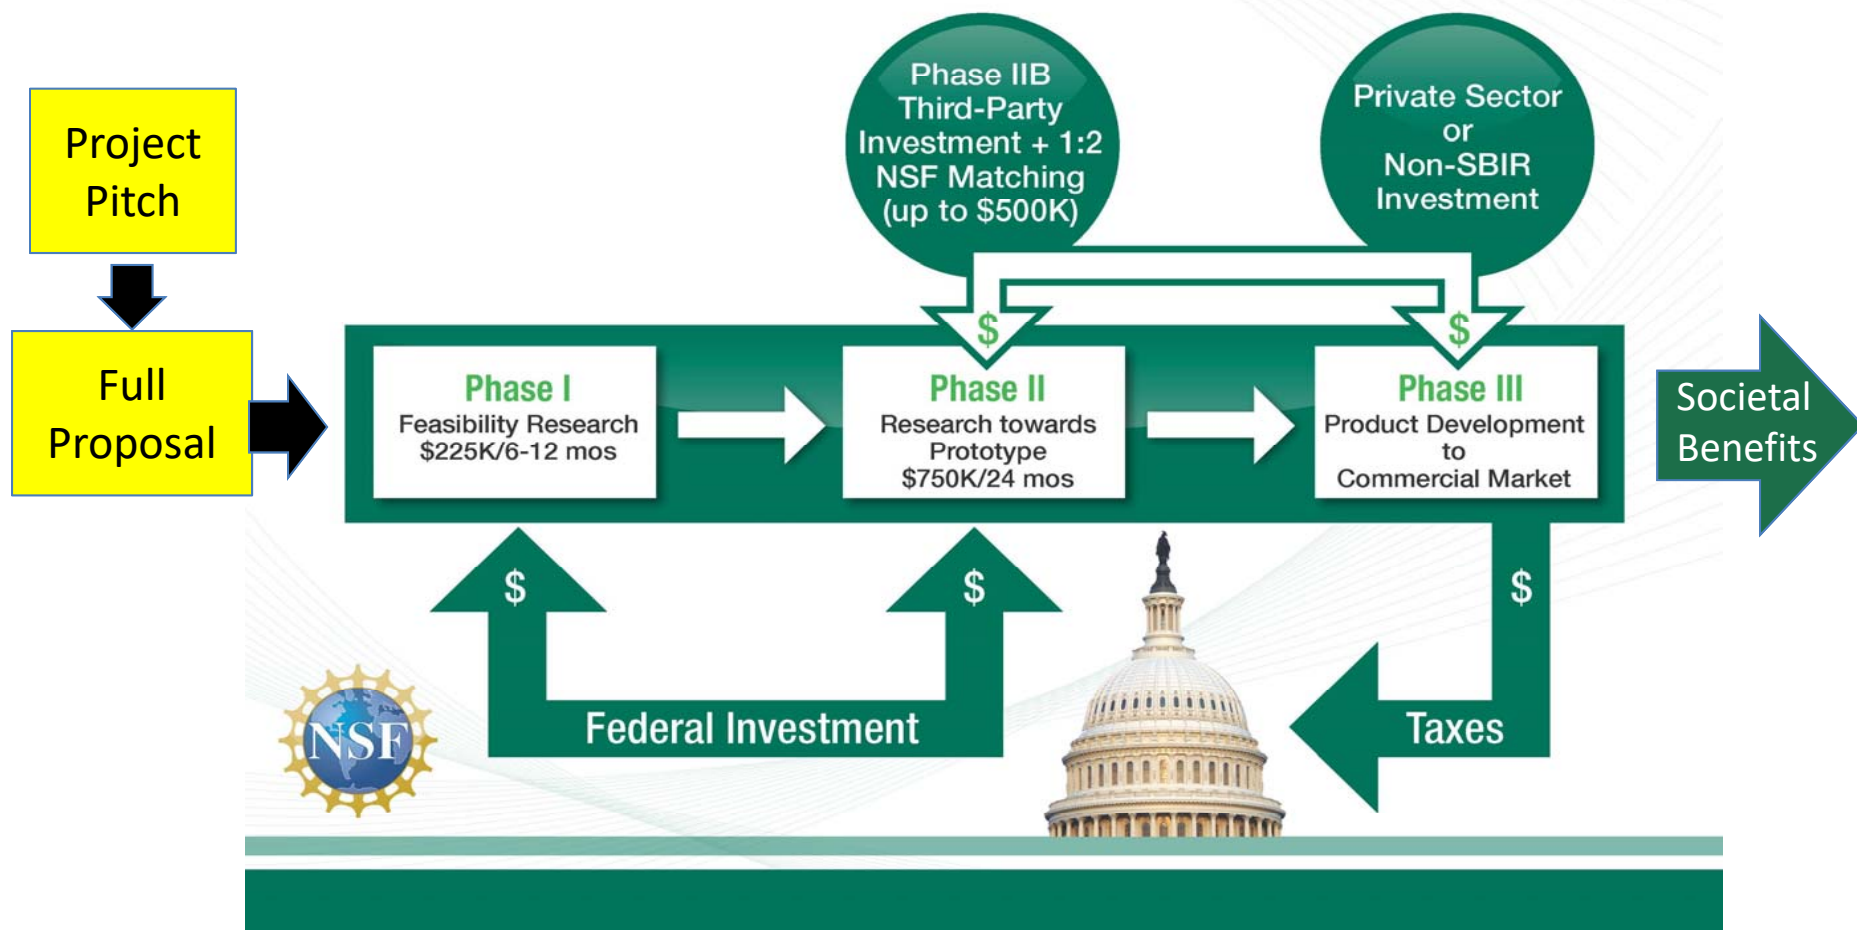 Project
Pitch
Full
Proposal
Phase IIB
Third-Party
Investment + 1:2
NSF Matching
(up to $500K)
Private Sector
or
Non-SBIR
Investment
$
$
Phase I
Feasibility Research
$225K/6-12 mos
Phase II
Research towards
Prototype
$750K/24 mos
Phase III
Product Development
to
Commercial Market
Societal
Benefits
$
$
$
Federal Investment
Taxes
NSF